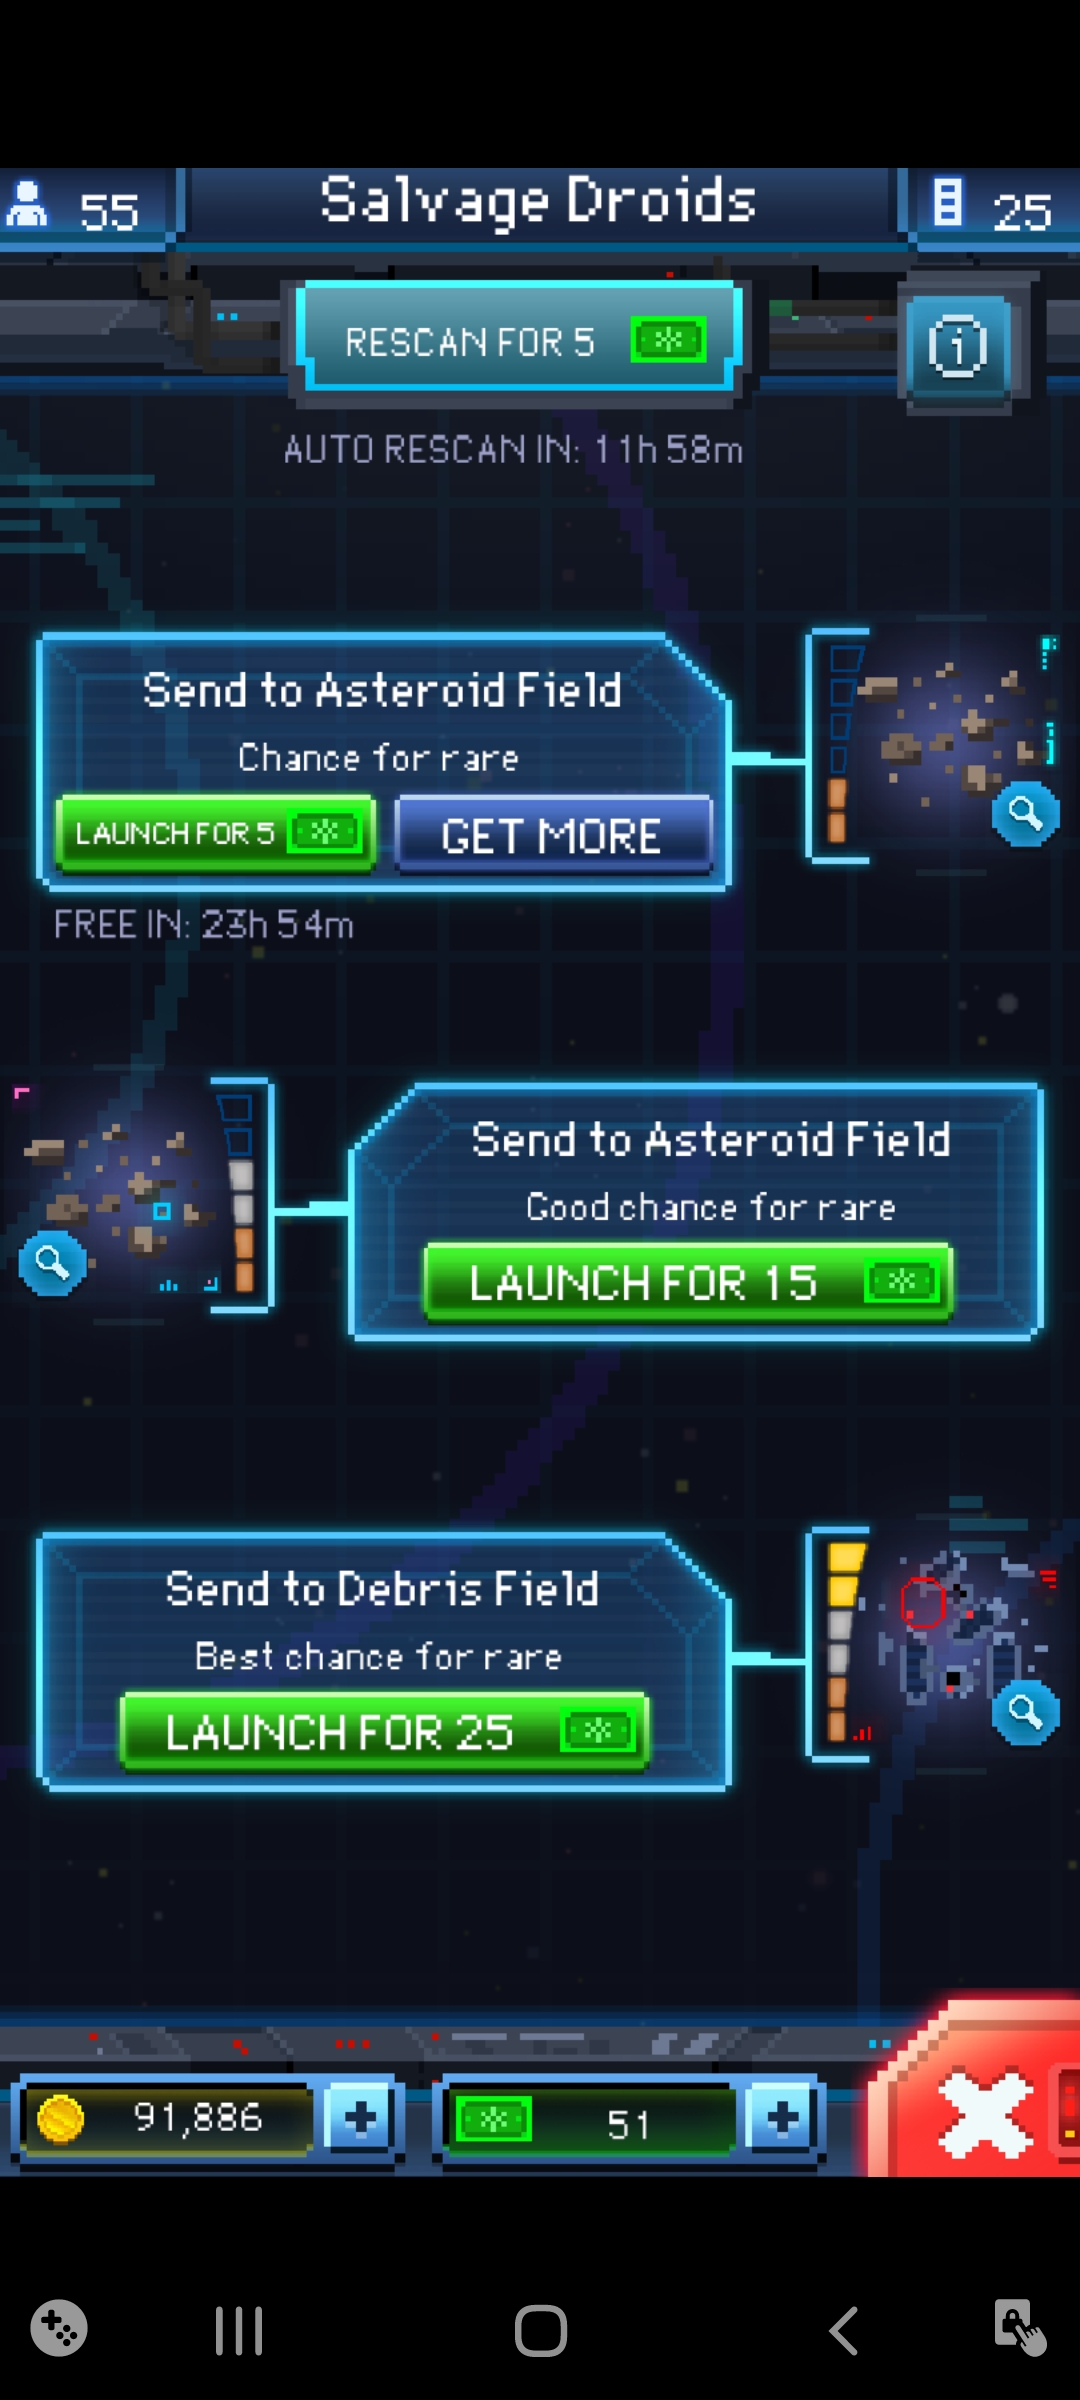 55
Salvage Droids
25
RESCAN FOR 5
i
AUTO RESCAN IN: 11h 58m
Send to Asteroid Field
Chance for rare
LAUNCH FOR 5
GET MORE
FREE IN: 23h 54m
Send to Asteroid Field
Good chance for rare
LAUNCH FOR 15
Send to Debris Field
Best chance for rare
LAUNCH FOR 25
91,886
51